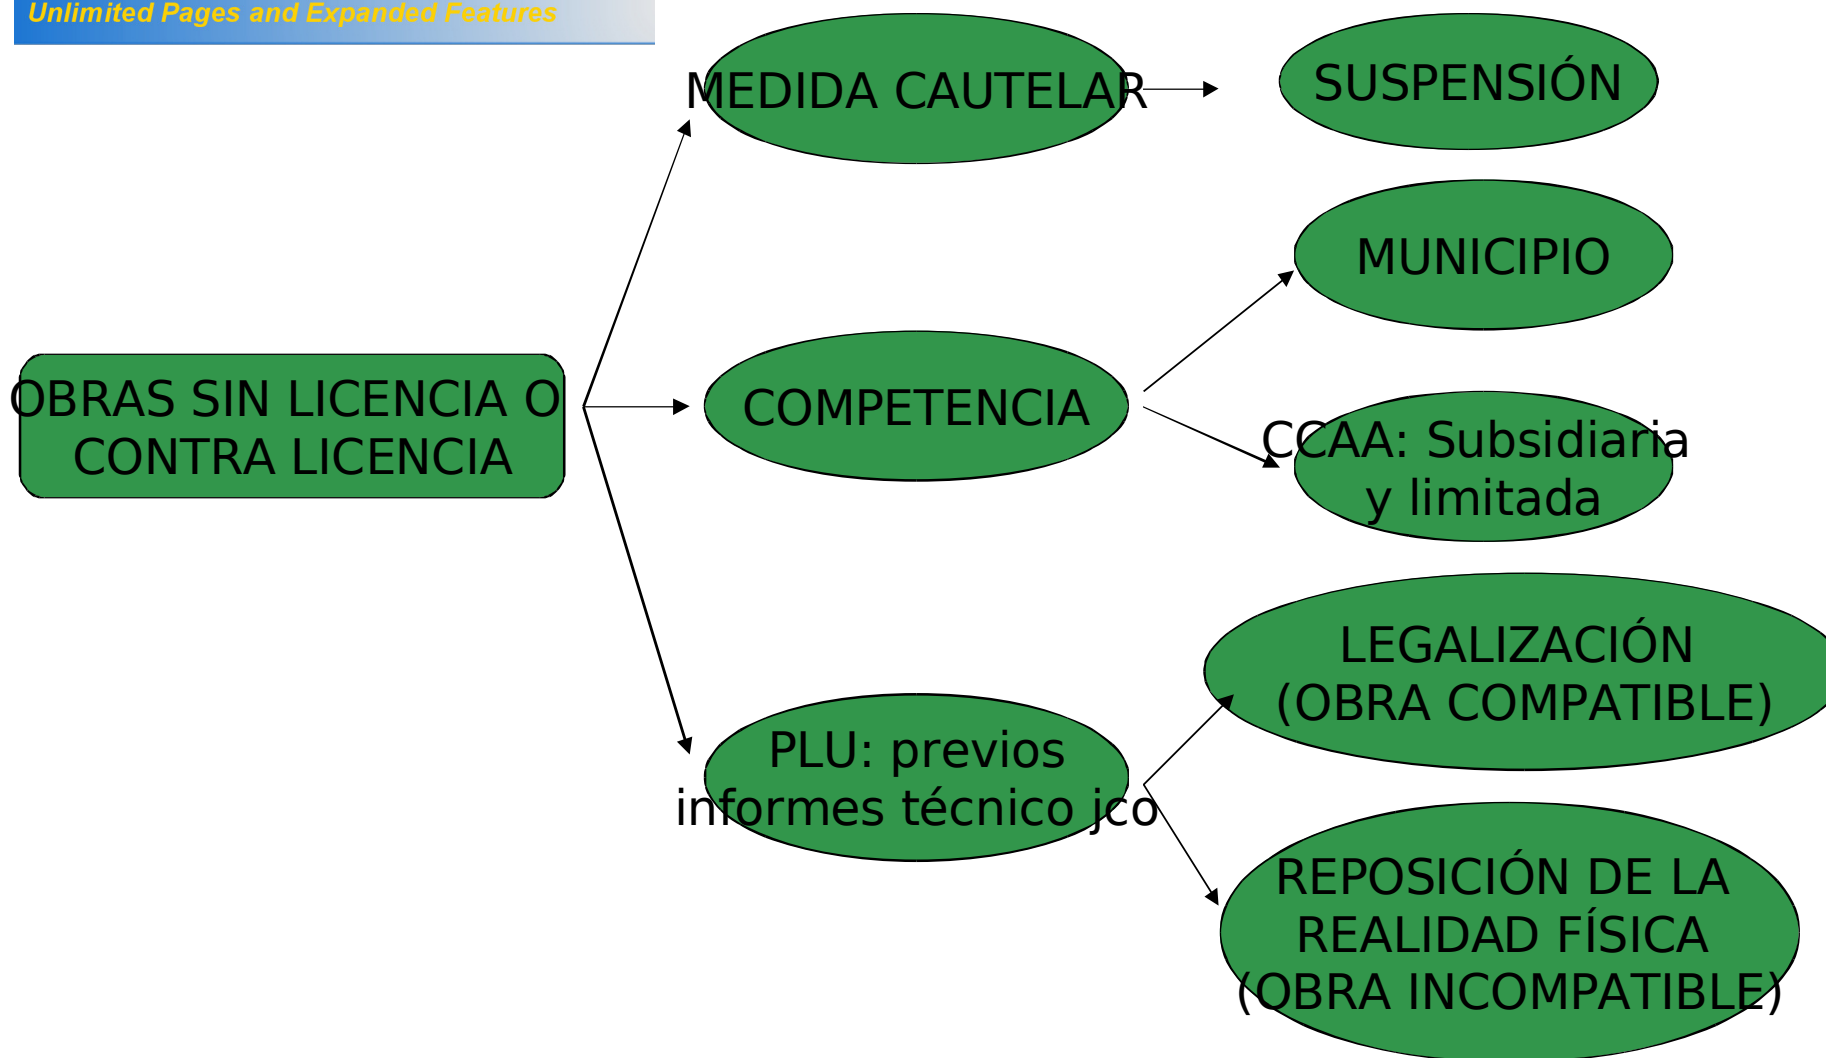 Unlimited Pages and Expanded Features
MEDIDA CAUTELAR
SUSPENSIÓN
MUNICIPIO
OBRAS SIN LICENCIA O
CONTRA LICENCIA
COMPETENCIA
CCAA: Subsidiaria
y limitada
LEGALIZACIÓN
(OBRA COMPATIBLE)
PLU: previos
informes técnico jco
REPOSICIÓN DE LA
REALIDAD FÍSICA
(OBRA INCOMPATIBLE)